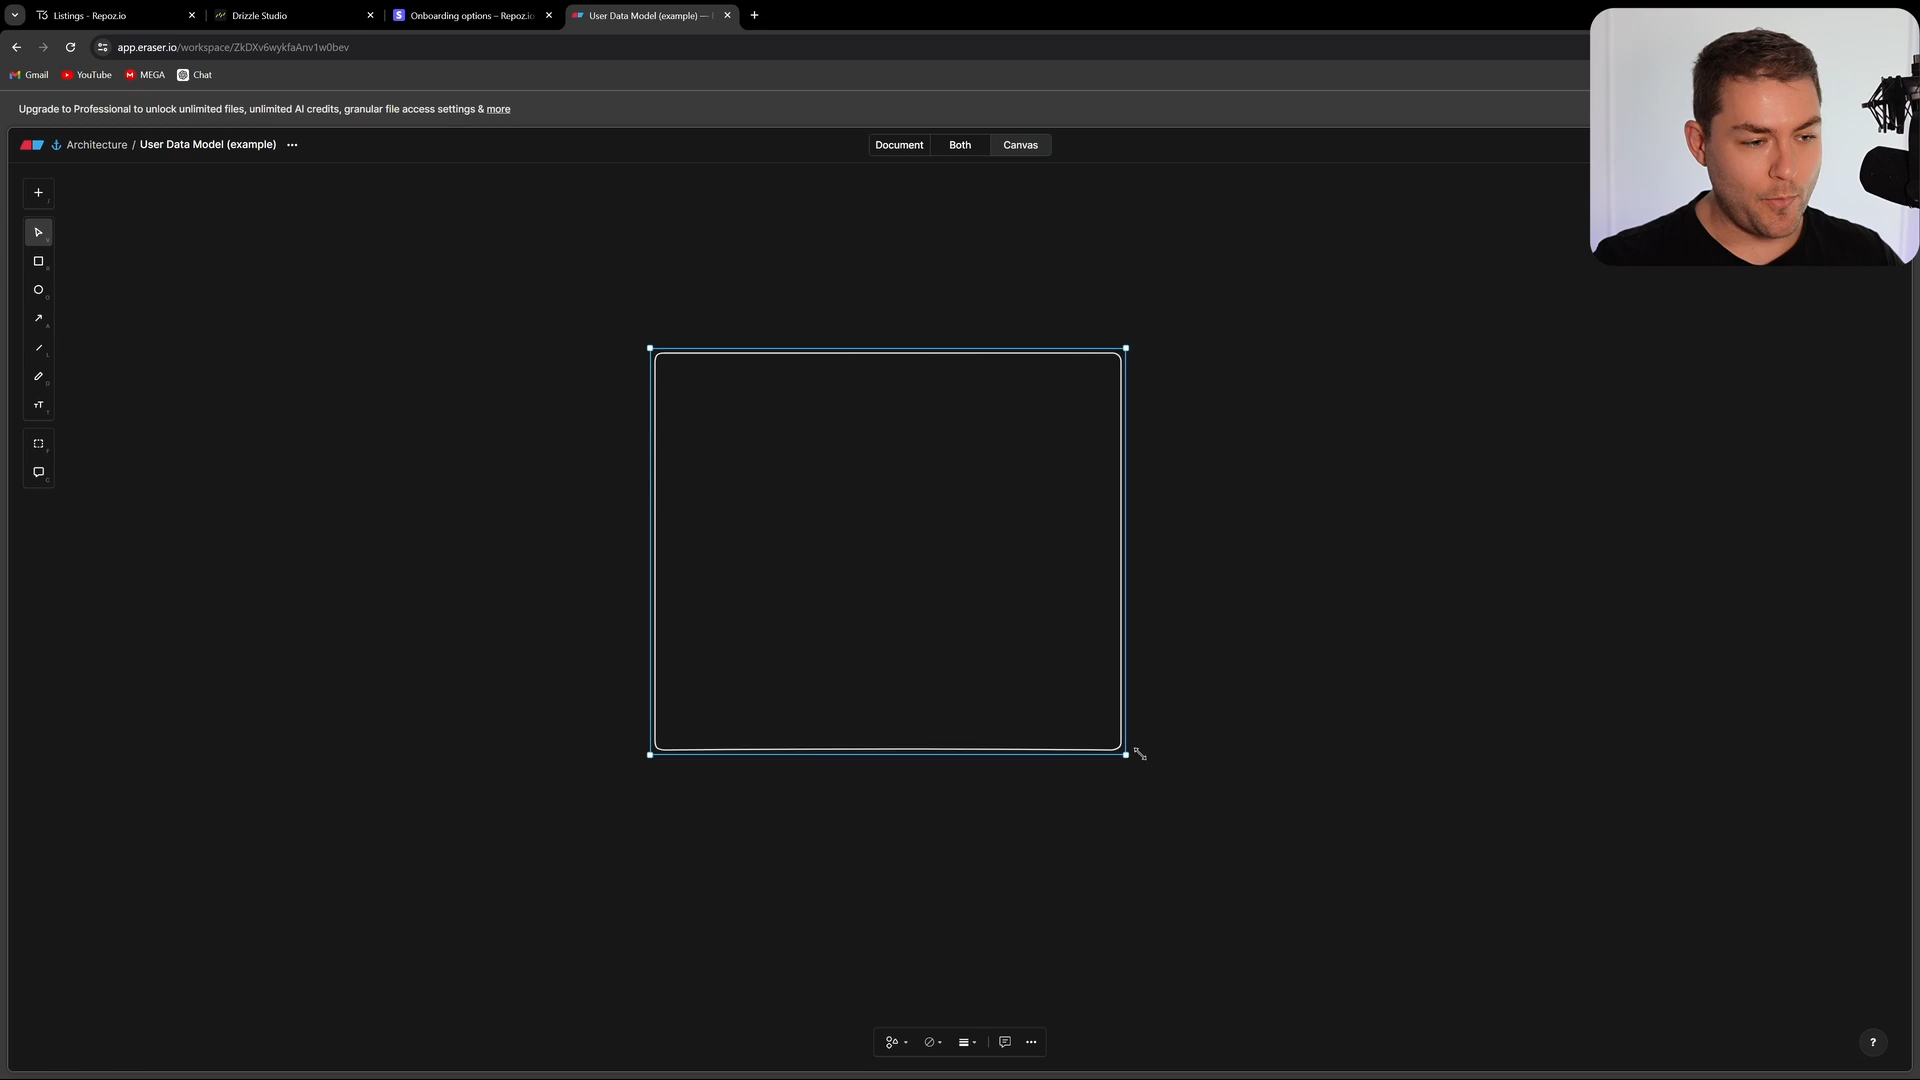 Listings - Repoz.io
Drizzle Studio
Onboarding options – Repoz.io
User Data Model (example) —
app.eraser.io/workspace/ZkDXv6wykfaAnv1w0bev
Gmail
YouTube
MEGA
Chat
Upgrade to Professional to unlock unlimited files, unlimited AI credits, granular file access settings & more
Architecture / User Data Model (example)
Document
Both
Canvas
/
V
R
O
A
L
D
T
F
C
?